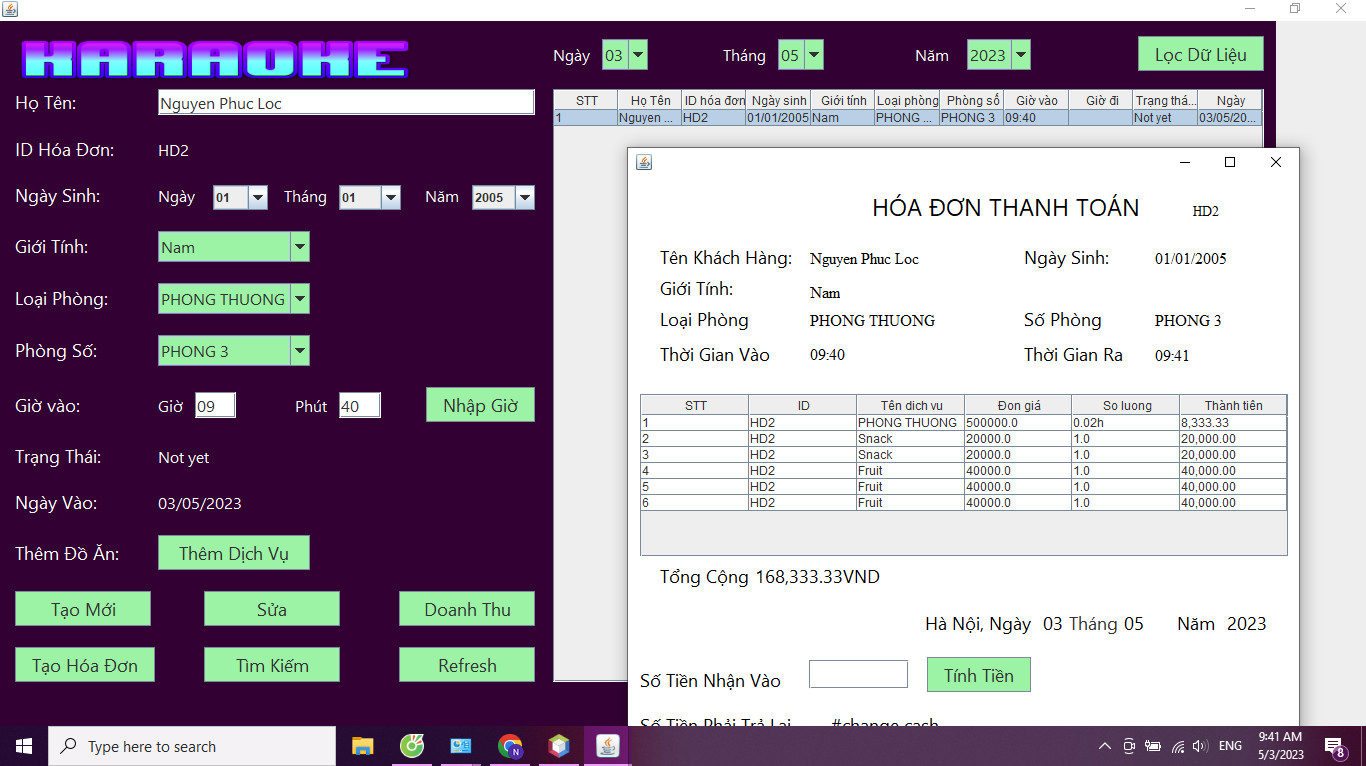 KARAOKE
Ngày 03 Tháng 05 Năm 2023 Lọc Dữ Liệu
Họ Tên: Nguyen Phuc Loc
ID Hóa Đơn: HD2
Ngày Sinh: Ngày 01 Tháng 01 Năm 2005
Giới Tính: Nam
Loại Phòng: PHONG THUONG
Phòng Số: PHONG 3
Giờ vào: Giờ 09 Phút 40 Nhập Giờ
Trạng Thái: Not yet
Ngày Vào: 03/05/2023
Thêm Đồ Ăn: Thêm Dịch Vụ
Tạo Mới Sửa Doanh Thu
Tạo Hóa Đơn Tìm Kiếm Refresh
STT Họ Tên ID hóa đơn Ngày sinh Giới tính Loại phòng Phòng số Giờ vào Giờ đi Trạng thá... Ngày
1 Nguyen ... HD2 01/01/2005 Nam PHONG ... PHONG 3 09:40 Not yet 03/05/20...
HÓA ĐƠN THANH TOÁN HD2
Tên Khách Hàng: Nguyen Phuc Loc Ngày Sinh: 01/01/2005
Giới Tính: Nam
Loại Phòng PHONG THUONG Số Phòng PHONG 3
Thời Gian Vào 09:40 Thời Gian Ra 09:41
STT ID Tên dich vu Đon giá So luong Thành tiên
1 HD2 PHONG THUONG 500000.0 0.02h 8,333.33
2 HD2 Snack 20000.0 1.0 20,000.00
3 HD2 Snack 20000.0 1.0 20,000.00
4 HD2 Fruit 40000.0 1.0 40,000.00
5 HD2 Fruit 40000.0 1.0 40,000.00
6 HD2 Fruit 40000.0 1.0 40,000.00
Tổng Cộng 168,333.33VND
Hà Nội, Ngày 03 Tháng 05 Năm 2023
Số Tiền Nhận Vào Tính Tiền
Số Tiền Phải Trả Lại #change cash
Type here to search
ENG
9:41 AM
5/3/2023
8